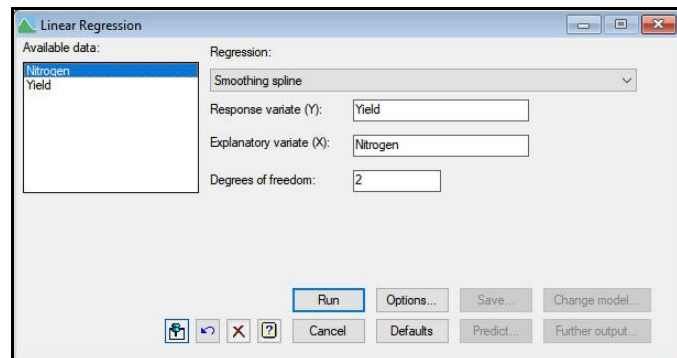 Linear Regression
Available data:
Nitrogen
Yield
Regression:
Smoothing spline
Response variate (Y): Yield
Explanatory variate (X): Nitrogen
Degrees of freedom: 2
Run Options... Save... Change model...
Cancel Defaults Predict... Further output...